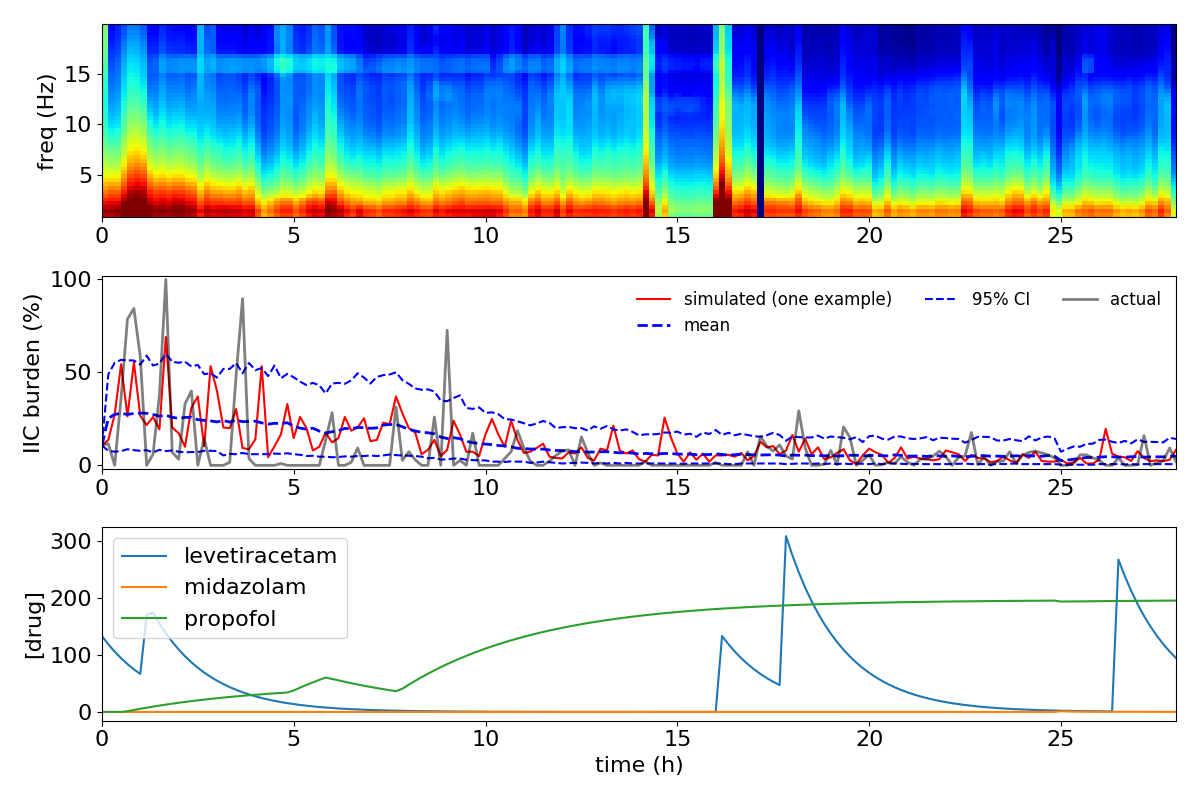 freq (Hz)
15
10
5
0 5 10 15 20 25
IIC burden (%)
100
50
0
simulated (one example)
mean
95% CI
actual
0 5 10 15 20 25
[drug]
300
200
100
0
levetiracetam
midazolam
propofol
0 5 10 15 20 25
time (h)